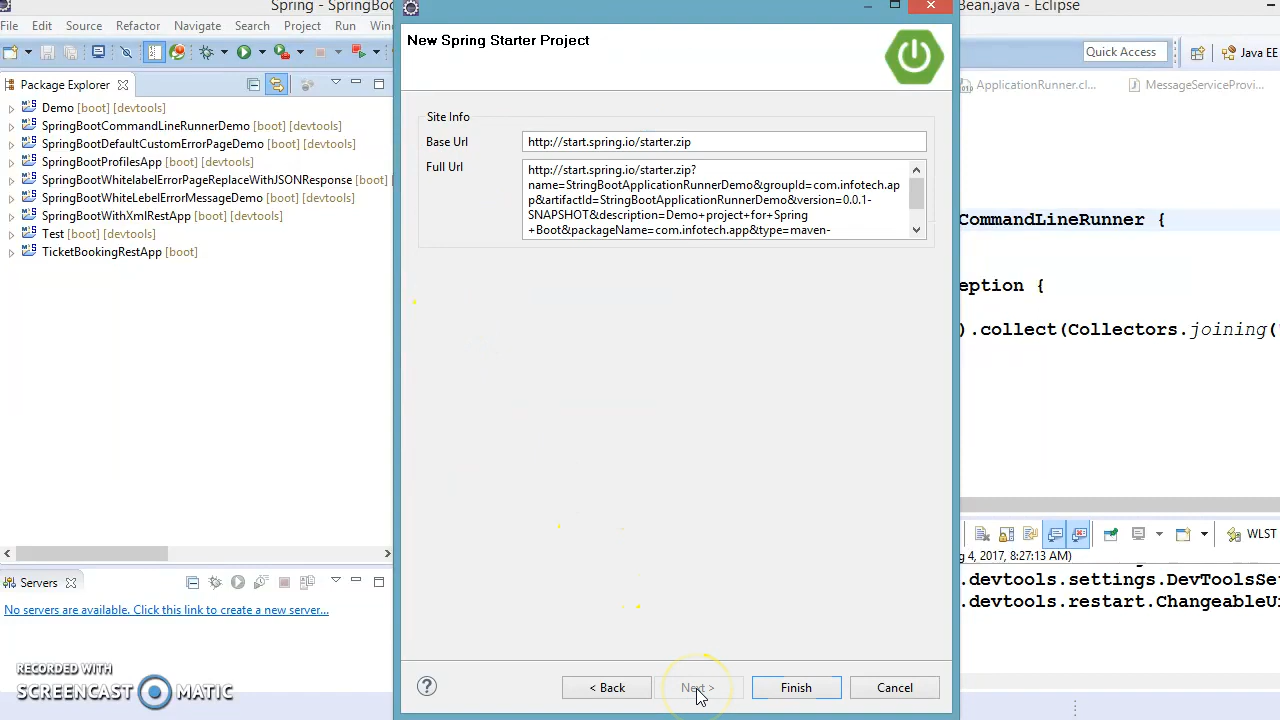 Spring - SpringBoo
Bean.java - Eclipse
File Edit Source Refactor Navigate Search Project Run Win
Quick Access
Java EE
Package Explorer
Demo [boot] [devtools]
SpringBootCommandLineRunnerDemo [boot] [devtools]
SpringBootDefaultCustomErrorPageDemo [boot] [devtools]
SpringBootProfilesApp [boot] [devtools]
SpringBootWhitelabelErrorPageReplaceWithJSONResponse [boot]
SpringBootWhiteLebelErrorMessageDemo [boot] [devtools]
SpringBootWithXmlRestApp [boot] [devtools]
Test [boot] [devtools]
TicketBookingRestApp [boot]
Servers
No servers are available. Click this link to create a new server...
RECORDED WITH
SCREENCAST MATIC
New Spring Starter Project
Site Info
Base Url
http://start.spring.io/starter.zip
Full Url
http://start.spring.io/starter.zip?
name=StringBootApplicationRunnerDemo&groupId=com.infotech.ap
p&artifactId=StringBootApplicationRunnerDemo&version=0.0.1-
SNAPSHOT&description=Demo+project+for+Spring
+Boot&packageName=com.infotech.app&type=maven-
< Back
Next >
Finish
Cancel
ApplicationRunner.cl...
MessageServiceProvi...
CommandLineRunner {
eption {
).collect(Collectors.joining(
WLST
g 4, 2017, 8:27:13 AM)
.devtools.settings.DevToolsSe
.devtools.restart.ChangeableU